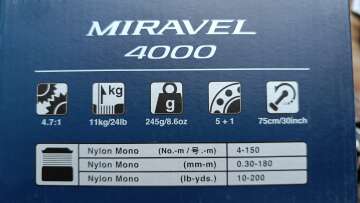 MIRAVEL
4000
kg
g
4.7:1 11kg/24lb 245g/8.6oz 5 + 1 75cm/30inch
Nylon Mono (No.-m / 号.-m) 4-150
Nylon Mono (mm-m) 0.30-180
Nylon Mono (lb-yds.) 10-200